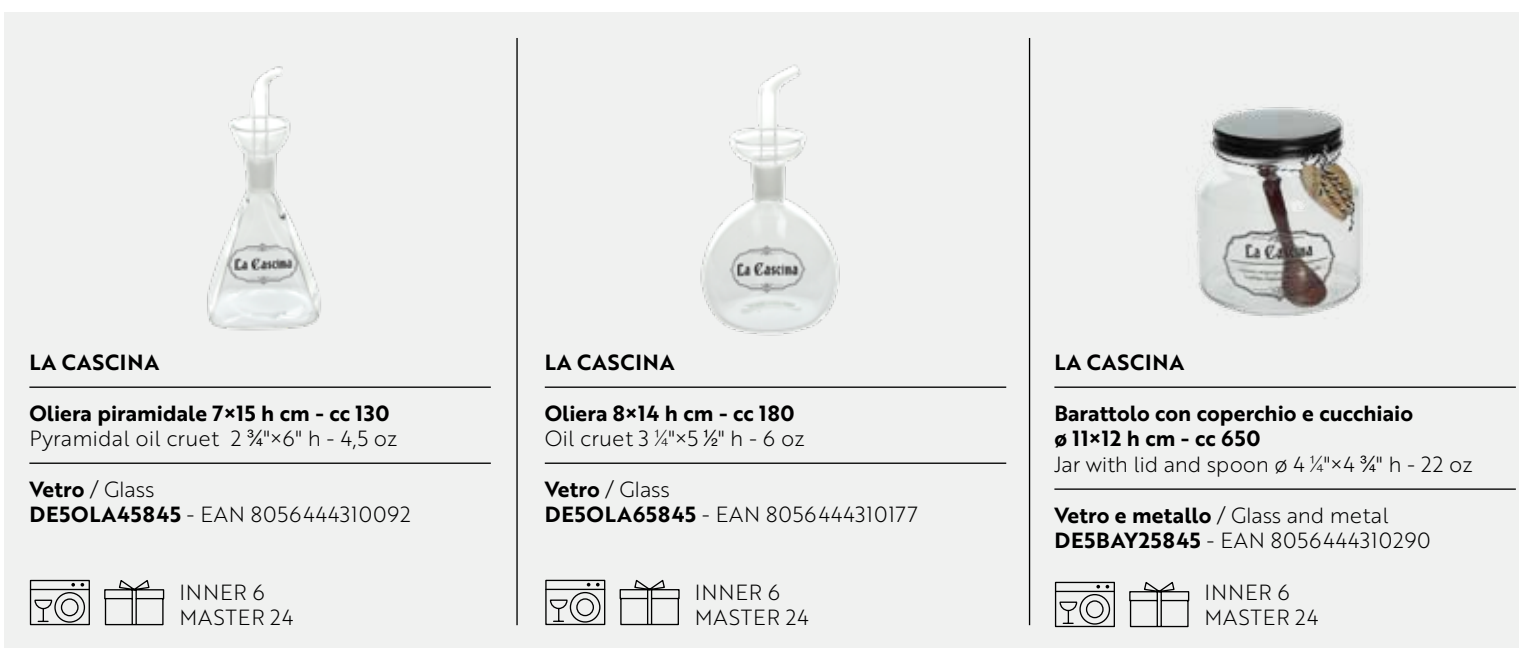 La Cascina
LA CASCINA
Oliera piramidale 7×15 h cm - cc 130
Pyramidal oil cruet 2 ¾"×6" h - 4,5 oz
Vetro / Glass
DE5OLA45845 - EAN 8056444310092
INNER 6
MASTER 24
La Cascina
LA CASCINA
Oliera 8×14 h cm - cc 180
Oil cruet 3 ¼"×5 ½" h - 6 oz
Vetro / Glass
DE5OLA65845 - EAN 8056444310177
INNER 6
MASTER 24
La Cascina
LA CASCINA
Barattolo con coperchio e cucchiaio
ø 11×12 h cm - cc 650
Jar with lid and spoon ø 4 ¼"×4 ¾" h - 22 oz
Vetro e metallo / Glass and metal
DE5BAY25845 - EAN 8056444310290
INNER 6
MASTER 24